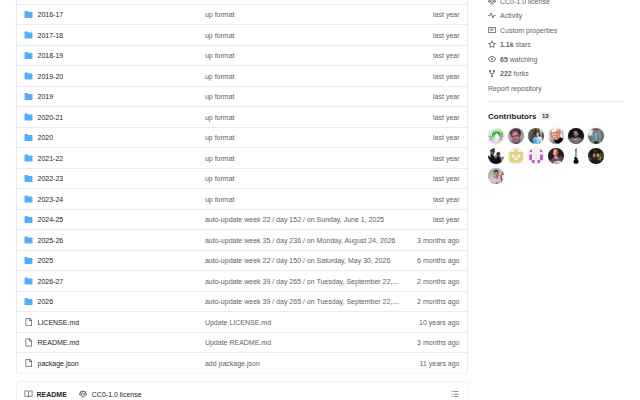 2016-17 up format last year
2017-18 up format last year
2018-19 up format last year
2019-20 up format last year
2019 up format last year
2020-21 up format last year
2020 up format last year
2021-22 up format last year
2022-23 up format last year
2023-24 up format last year
2024-25 auto-update week 22 / day 152 / on Sunday, June 1, 2025 last year
2025-26 auto-update week 35 / day 236 / on Monday, August 24, 2026 3 months ago
2025 auto-update week 22 / day 150 / on Saturday, May 30, 2026 6 months ago
2026-27 auto-update week 39 / day 265 / on Tuesday, September 22,... 2 months ago
2026 auto-update week 39 / day 265 / on Tuesday, September 22,... 2 months ago
LICENSE.md Update LICENSE.md 10 years ago
README.md Update README.md 3 months ago
package.json add package.json 11 years ago
README CC0-1.0 license
CC0-1.0 license
Activity
Custom properties
1.1k stars
65 watching
222 forks
Report repository
Contributors 13